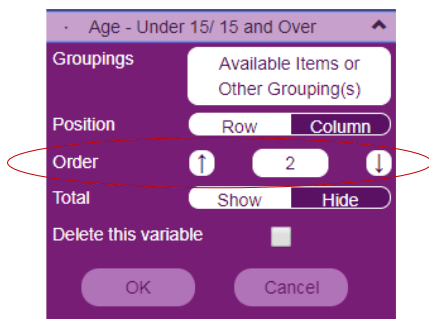 · Age - Under 15/ 15 and Over
Groupings
Available Items or
Other Grouping(s)
Position Row Column
Order ↑ 2 ↓
Total Show Hide
Delete this variable
OK Cancel